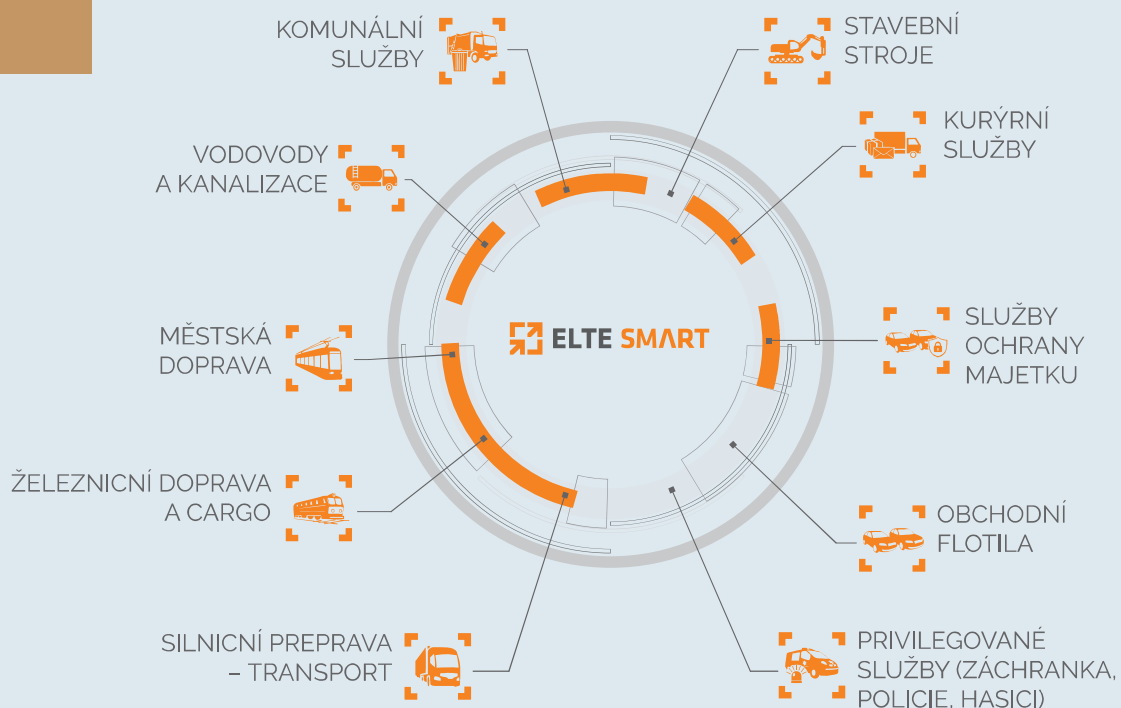 KOMUNÁLNÍ
SLUŽBY
STAVEBNÍ
STROJE
VODOVODY
A KANALIZACE
KURÝRNÍ
SLUŽBY
MĚSTSKÁ
DOPRAVA
ELTE SMART
SLUŽBY
OCHRANY
MAJETKU
ŽELEZNICNÍ DOPRAVA
A CARGO
OBCHODNÍ
FLOTILA
SILNICNÍ PREPRAVA
– TRANSPORT
PRIVILEGOVANÉ
SLUŽBY (ZÁCHRANKA,
POLICIE, HASICI)